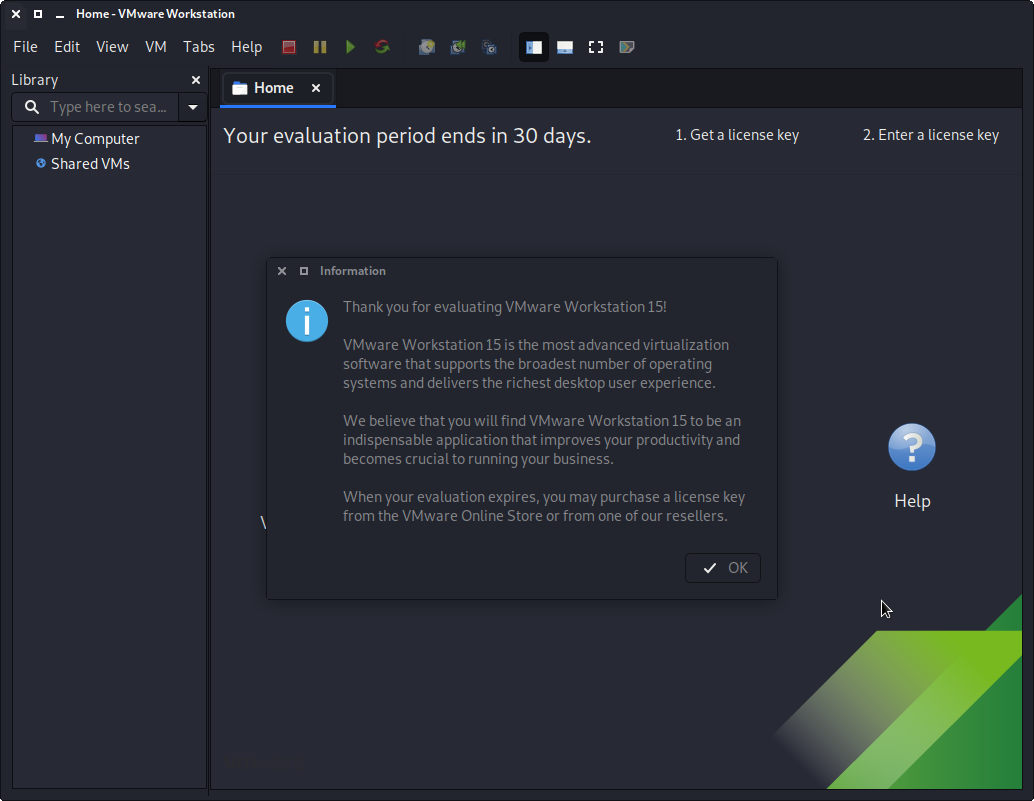 Home - VMware Workstation
File Edit View VM Tabs Help
Library
Home
Type here to sea...
My Computer
Shared VMs
Your evaluation period ends in 30 days.
1. Get a license key
2. Enter a license key
Information
Thank you for evaluating VMware Workstation 15!
VMware Workstation 15 is the most advanced virtualization
software that supports the broadest number of operating
systems and delivers the richest desktop user experience.
We believe that you will find VMware Workstation 15 to be an
indispensable application that improves your productivity and
becomes crucial to running your business.
When your evaluation expires, you may purchase a license key
from the VMware Online Store or from one of our resellers.
OK
Help